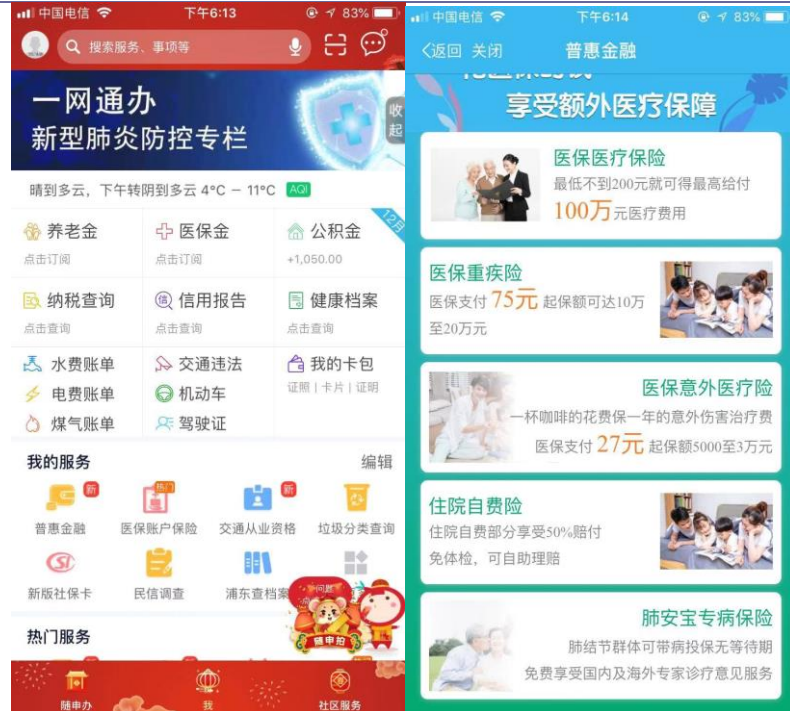 中国电信
下午6:13
83%
搜索服务、事项等
一网通办
新型肺炎防控专栏
收起
晴到多云，下午转阴到多云 4°C － 11°C AQI
养老金
点击订阅
医保金
点击订阅
公积金
+1,050.00
12月
纳税查询
点击查询
信用报告
点击查询
健康档案
点击查询
水费账单
电费账单
煤气账单
交通违法
机动车
驾驶证
我的卡包
证照 | 卡片 | 证明
我的服务
编辑
新
热门
新
普惠金融
医保账户保险
交通从业资格
垃圾分类查询
新版社保卡
民信调查
浦东查档案
问题
随申拍
热门服务
随申办
我
社区服务
中国电信
下午6:14
83%
返回 关闭
普惠金融
享受额外医疗保障
医保医疗保险
最低不到200元就可得最高给付
100万元医疗费用
医保重疾险
医保支付 75元 起保额可达10万
至20万元
医保意外医疗险
一杯咖啡的花费保一年的意外伤害治疗费
医保支付 27元 起保额5000至3万元
住院自费险
住院自费部分享受50%赔付
免体检，可自助理赔
肺安宝专病保险
肺结节群体可带病投保无等待期
免费享受国内及海外专家诊疗意见服务